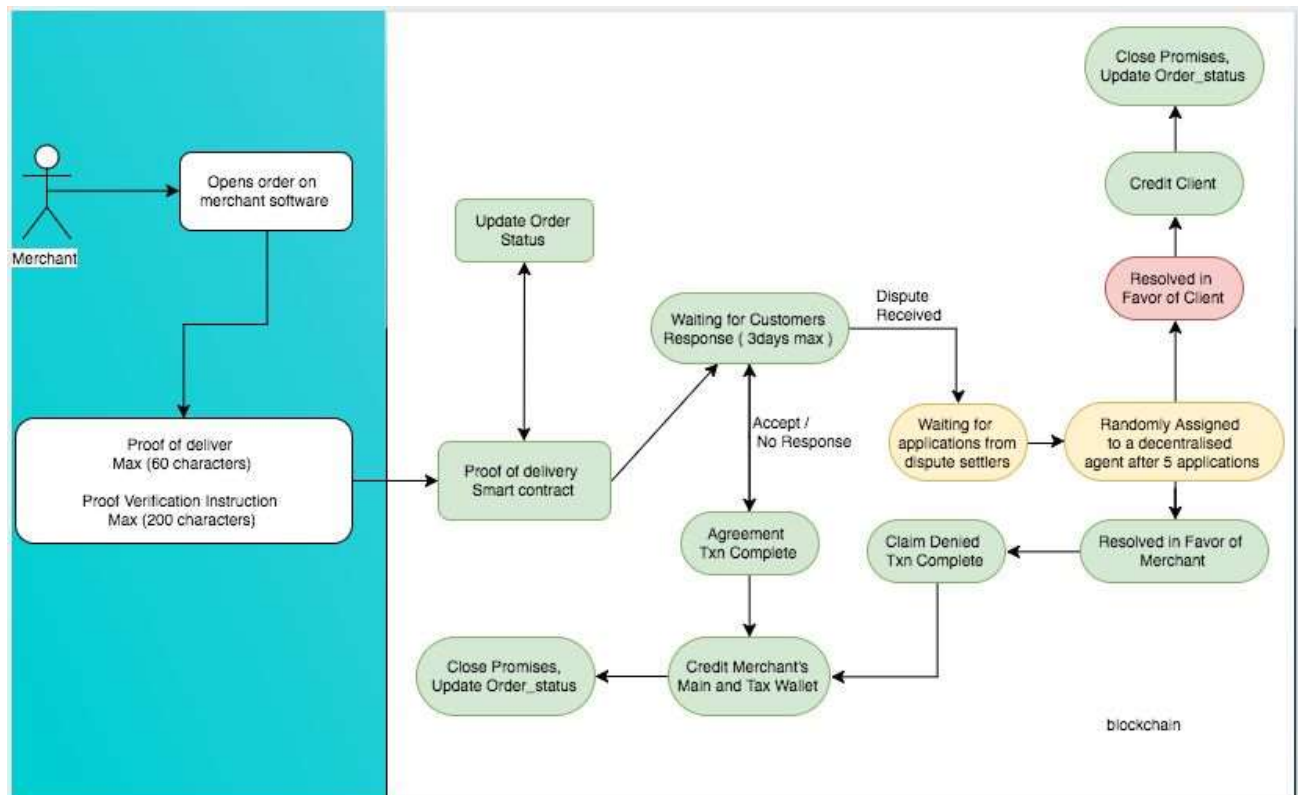 Merchant
Opens order on
merchant software
Proof of deliver
Max (60 characters)
Proof Verification Instruction
Max (200 characters)
Update Order
Status
Proof of delivery
Smart contract
Waiting for Customers
Response ( 3days max )
Dispute
Received
Accept /
No Response
Agreement
Txn Complete
Credit Merchant's
Main and Tax Wallet
Close Promises,
Update Order_status
Waiting for
applications from
dispute settlers
Randomly Assigned
to a decentralised
agent after 5 applications
Resolved in
Favor of Client
Credit Client
Close Promises,
Update Order_status
Resolved in Favor of
Merchant
Claim Denied
Txn Complete
blockchain